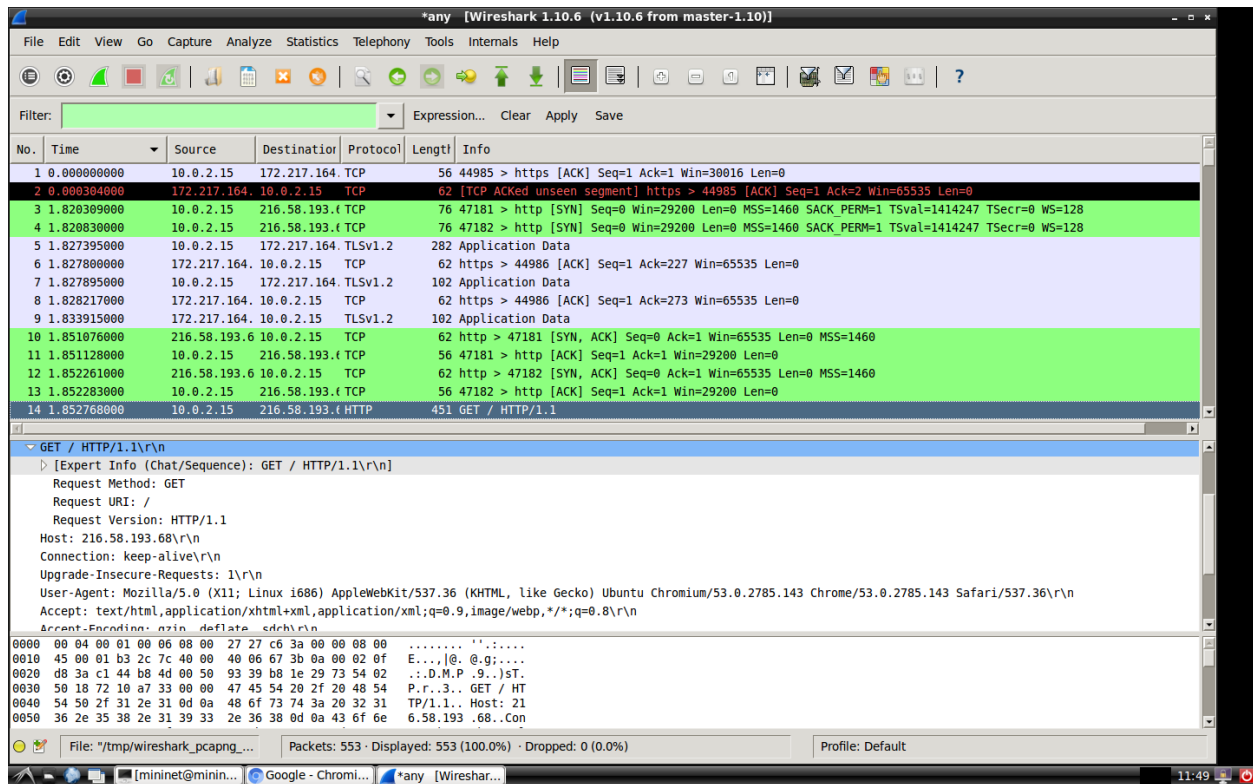 *any [Wireshark 1.10.6 (v1.10.6 from master-1.10)]
File Edit View Go Capture Analyze Statistics Telephony Tools Internals Help
Filter: Expression... Clear Apply Save
No. Time Source Destination Protocol Length Info
1 0.000000000 10.0.2.15 172.217.164. TCP 56 44985 > https [ACK] Seq=1 Ack=1 Win=30016 Len=0
2 0.000304000 172.217.164. 10.0.2.15 TCP 62 [TCP ACKed unseen segment] https > 44985 [ACK] Seq=1 Ack=2 Win=65535 Len=0
3 1.820309000 10.0.2.15 216.58.193.6 TCP 76 47181 > http [SYN] Seq=0 Win=29200 Len=0 MSS=1460 SACK_PERM=1 TSval=1414247 TSecr=0 WS=128
4 1.820830000 10.0.2.15 216.58.193.6 TCP 76 47182 > http [SYN] Seq=0 Win=29200 Len=0 MSS=1460 SACK_PERM=1 TSval=1414247 TSecr=0 WS=128
5 1.827395000 10.0.2.15 172.217.164. TLSv1.2 282 Application Data
6 1.827800000 172.217.164. 10.0.2.15 TCP 62 https > 44986 [ACK] Seq=1 Ack=227 Win=65535 Len=0
7 1.827895000 10.0.2.15 172.217.164. TLSv1.2 102 Application Data
8 1.828217000 172.217.164. 10.0.2.15 TCP 62 https > 44986 [ACK] Seq=1 Ack=273 Win=65535 Len=0
9 1.833915000 172.217.164. 10.0.2.15 TLSv1.2 102 Application Data
10 1.851076000 216.58.193.6 10.0.2.15 TCP 62 http > 47181 [SYN, ACK] Seq=0 Ack=1 Win=65535 Len=0 MSS=1460
11 1.851128000 10.0.2.15 216.58.193.6 TCP 56 47181 > http [ACK] Seq=1 Ack=1 Win=29200 Len=0
12 1.852261000 216.58.193.6 10.0.2.15 TCP 62 http > 47182 [SYN, ACK] Seq=0 Ack=1 Win=65535 Len=0 MSS=1460
13 1.852283000 10.0.2.15 216.58.193.6 TCP 56 47182 > http [ACK] Seq=1 Ack=1 Win=29200 Len=0
14 1.852768000 10.0.2.15 216.58.193.6 HTTP 451 GET / HTTP/1.1
GET / HTTP/1.1\r\n
[Expert Info (Chat/Sequence): GET / HTTP/1.1\r\n]
Request Method: GET
Request URI: /
Request Version: HTTP/1.1
Host: 216.58.193.68\r\n
Connection: keep-alive\r\n
Upgrade-Insecure-Requests: 1\r\n
User-Agent: Mozilla/5.0 (X11; Linux i686) AppleWebKit/537.36 (KHTML, like Gecko) Ubuntu Chromium/53.0.2785.143 Chrome/53.0.2785.143 Safari/537.36\r\n
Accept: text/html,application/xhtml+xml,application/xml;q=0.9,image/webp,*/*;q=0.8\r\n
Accept-Encoding: gzip, deflate, sdch\r\n
0000 00 04 00 01 00 06 08 00 27 27 c6 3a 00 00 08 00 ........ ''.:....
0010 45 00 01 b3 2c 7c 40 00 40 06 67 3b 0a 00 02 0f E...,|@. @.g;....
0020 d8 3a c1 44 b8 4d 00 50 93 39 b8 1e 29 73 54 02 .:.D.M.P .9..)sT.
0030 50 18 72 10 a7 33 00 00 47 45 54 20 2f 20 48 54 P.r..3.. GET / HT
0040 54 50 2f 31 2e 31 0d 0a 48 6f 73 74 3a 20 32 31 TP/1.1.. Host: 21
0050 36 2e 35 38 2e 31 39 33 2e 36 38 0d 0a 43 6f 6e 6.58.193 .68..Con
File: "/tmp/wireshark_pcapng_... Packets: 553 · Displayed: 553 (100.0%) · Dropped: 0 (0.0%) Profile: Default
[mininet@minin... Google - Chromi... *any [Wireshar... 11:49